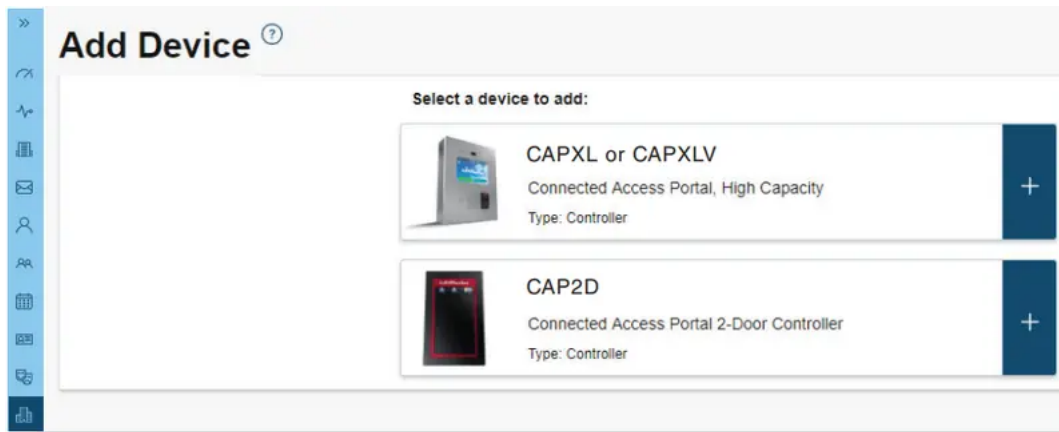 Add Device ?
Select a device to add:
CAPXL or CAPXLV
Connected Access Portal, High Capacity
Type: Controller
CAP2D
Connected Access Portal 2-Door Controller
Type: Controller